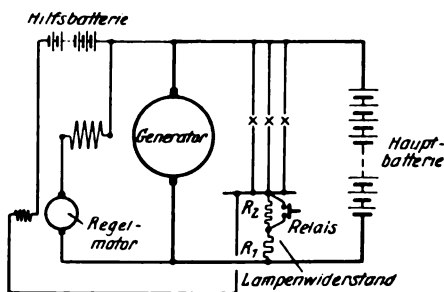 Hilfsbatterie
Generator
Haupt-
batterie
R2
Relais
Regel-
motor
R1
Lampenwiderstand